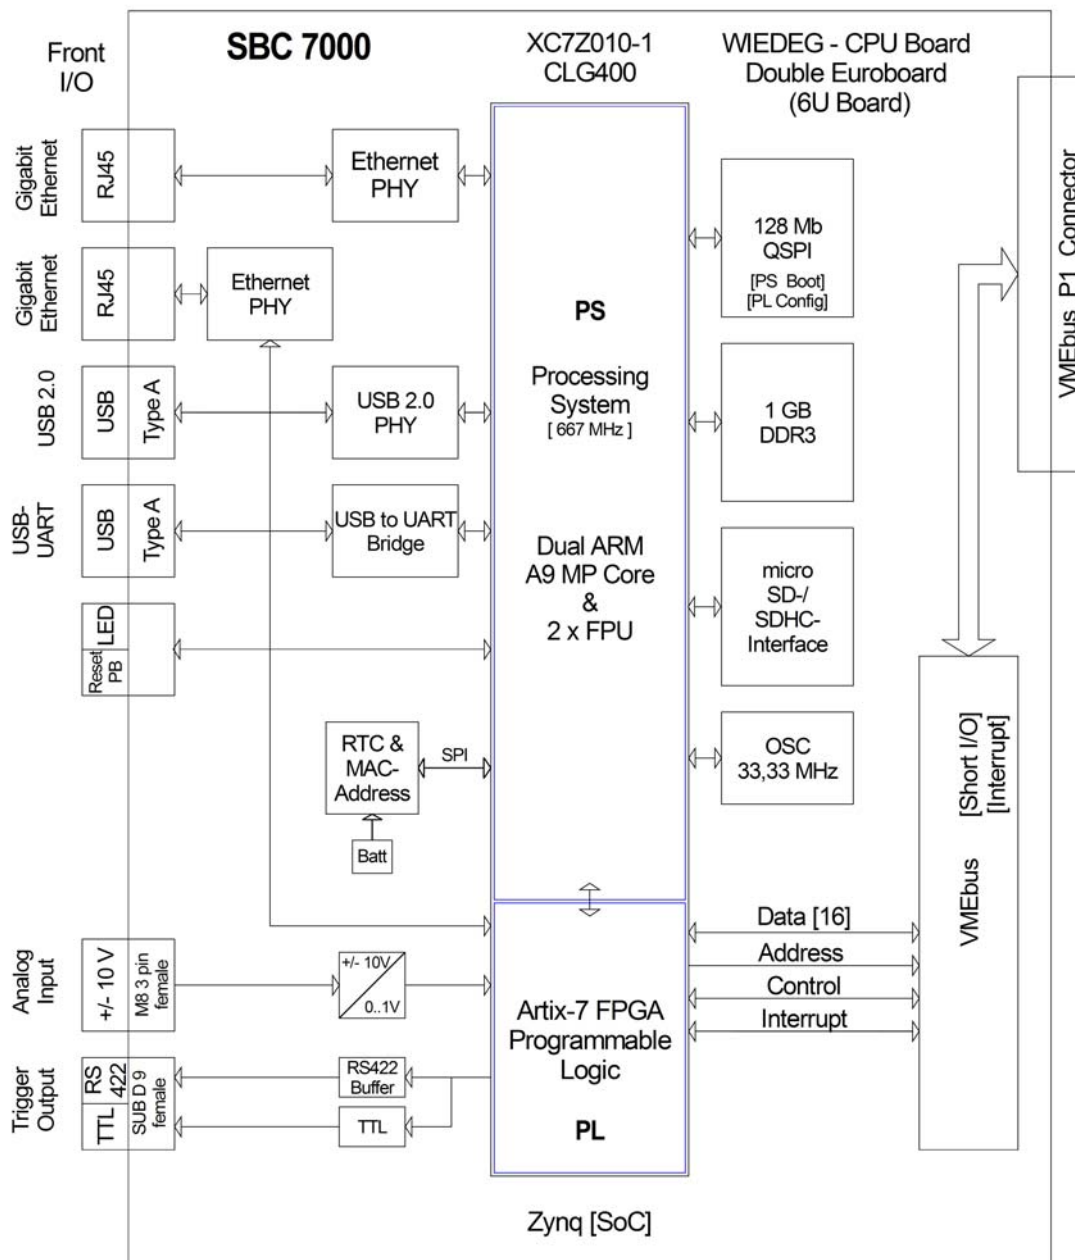 Front
I/O
SBC 7000
XC7Z010-1
CLG400
WIEDEG - CPU Board
Double Euroboard
(6U Board)
Gigabit
Ethernet
RJ45
Ethernet
PHY
Gigabit
Ethernet
RJ45
Ethernet
PHY
USB 2.0
USB
Type A
USB 2.0
PHY
USB-
UART
USB
Type A
USB to UART
Bridge
LED
Reset
PB
RTC &
MAC-
Address
SPI
Batt
PS
Processing
System
[ 667 MHz ]
Dual ARM
A9 MP Core
&
2 x FPU
128 Mb
QSPI
[PS Boot]
[PL Config]
1 GB
DDR3
micro
SD-/
SDHC-
Interface
OSC
33,33 MHz
VMEbus P1 Connector
VMEbus
[Short I/O]
[Interrupt]
Data [16]
Address
Control
Interrupt
Analog
Input
+/- 10 V
M8 3 pin
female
+/- 10V
0..1V
Artix-7 FPGA
Programmable
Logic
PL
Trigger
Output
RS
422
TTL
SUB D 9
female
RS422
Buffer
TTL
Zynq [SoC]